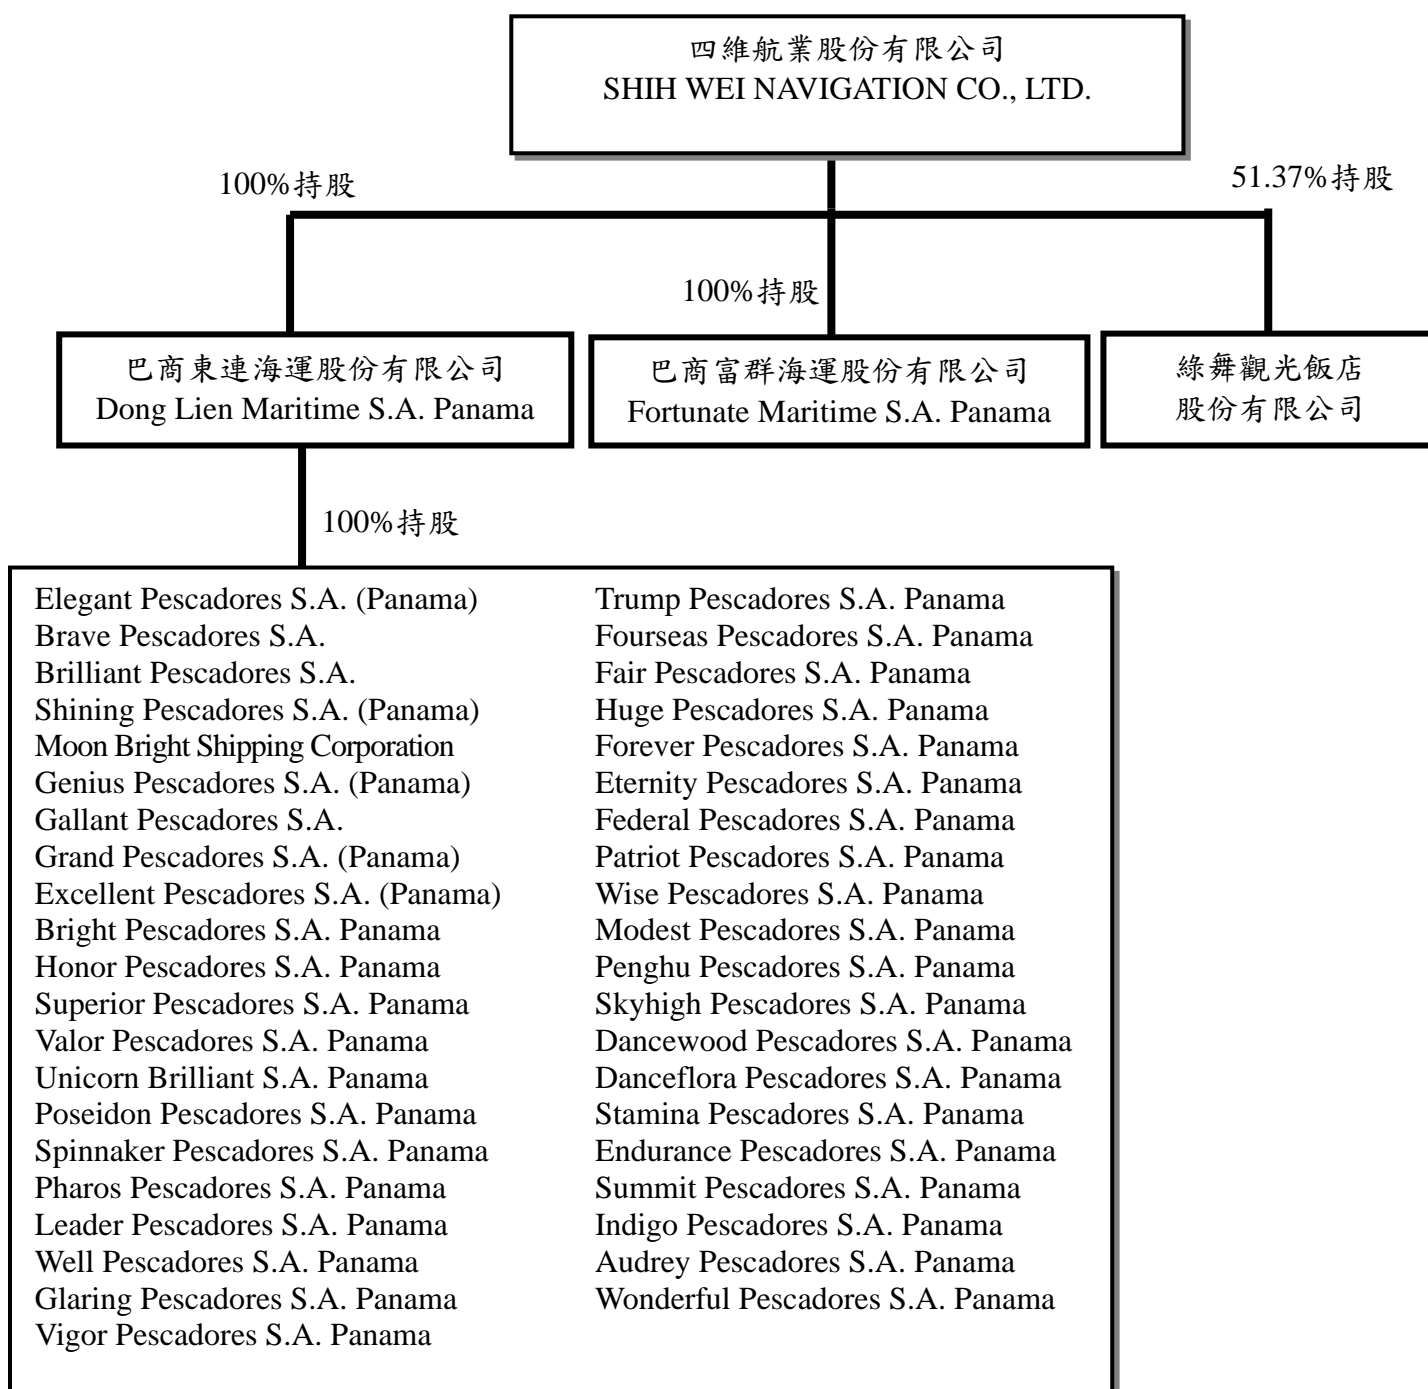 四維航業股份有限公司
SHIH WEI NAVIGATION CO., LTD.
100%持股
51.37%持股
100%持股
巴商東連海運股份有限公司
Dong Lien Maritime S.A. Panama
巴商富群海運股份有限公司
Fortunate Maritime S.A. Panama
綠舞觀光飯店
股份有限公司
100%持股
Elegant Pescadores S.A. (Panama)
Brave Pescadores S.A.
Brilliant Pescadores S.A.
Shining Pescadores S.A. (Panama)
Moon Bright Shipping Corporation
Genius Pescadores S.A. (Panama)
Gallant Pescadores S.A.
Grand Pescadores S.A. (Panama)
Excellent Pescadores S.A. (Panama)
Bright Pescadores S.A. Panama
Honor Pescadores S.A. Panama
Superior Pescadores S.A. Panama
Valor Pescadores S.A. Panama
Unicorn Brilliant S.A. Panama
Poseidon Pescadores S.A. Panama
Spinnaker Pescadores S.A. Panama
Pharos Pescadores S.A. Panama
Leader Pescadores S.A. Panama
Well Pescadores S.A. Panama
Glaring Pescadores S.A. Panama
Vigor Pescadores S.A. Panama
Trump Pescadores S.A. Panama
Fourseas Pescadores S.A. Panama
Fair Pescadores S.A. Panama
Huge Pescadores S.A. Panama
Forever Pescadores S.A. Panama
Eternity Pescadores S.A. Panama
Federal Pescadores S.A. Panama
Patriot Pescadores S.A. Panama
Wise Pescadores S.A. Panama
Modest Pescadores S.A. Panama
Penghu Pescadores S.A. Panama
Skyhigh Pescadores S.A. Panama
Dancewood Pescadores S.A. Panama
Danceflora Pescadores S.A. Panama
Stamina Pescadores S.A. Panama
Endurance Pescadores S.A. Panama
Summit Pescadores S.A. Panama
Indigo Pescadores S.A. Panama
Audrey Pescadores S.A. Panama
Wonderful Pescadores S.A. Panama